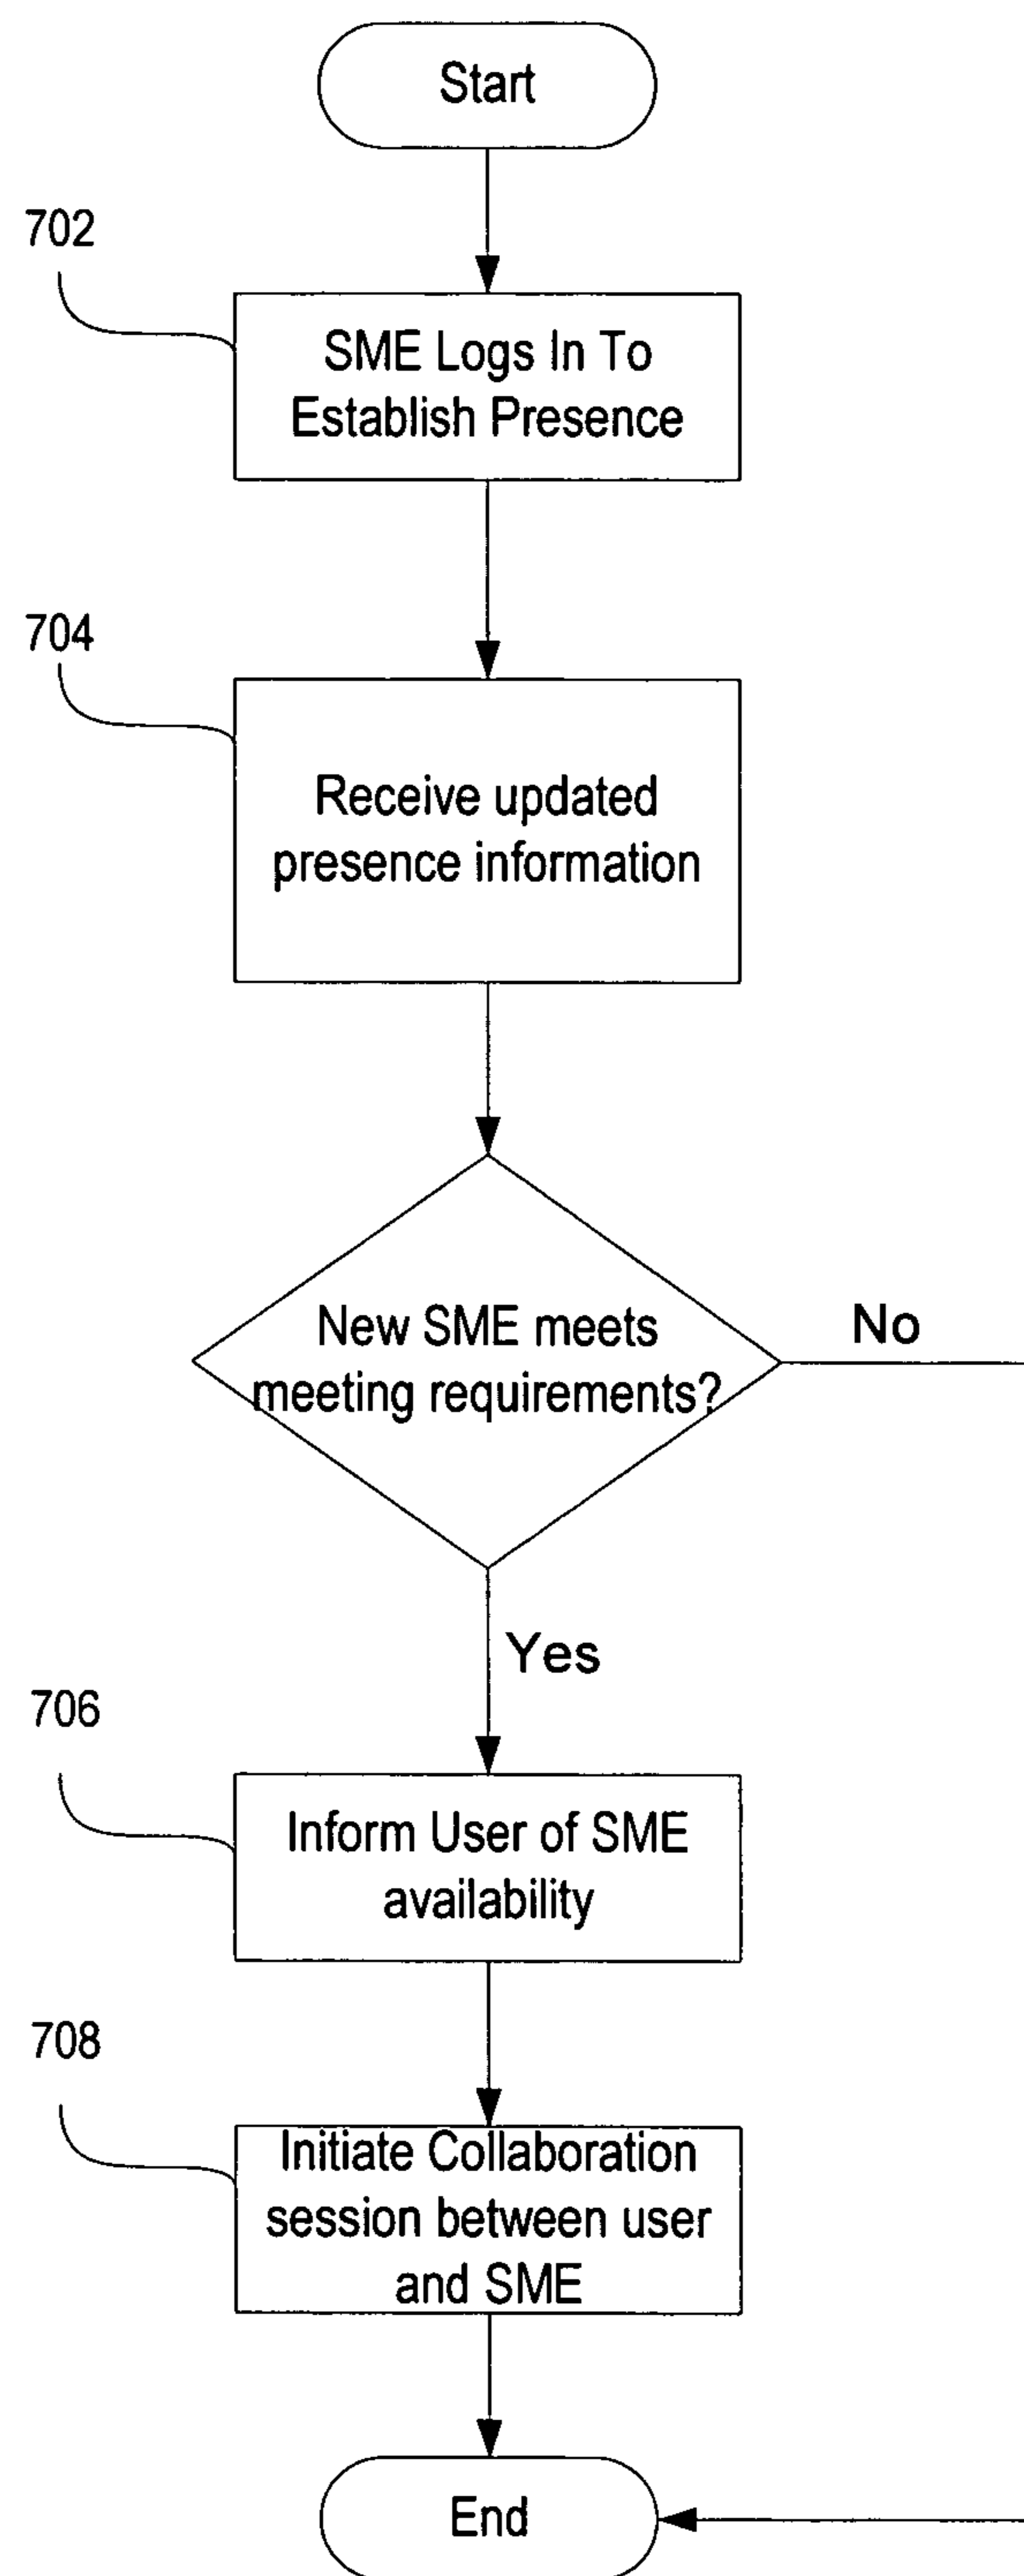 Start
702
SME Logs In To
Establish Presence
704
Receive updated
presence information
New SME meets
meeting requirements?
No
Yes
706
Inform User of SME
availability
708
Initiate Collaboration
session between user
and SME
End